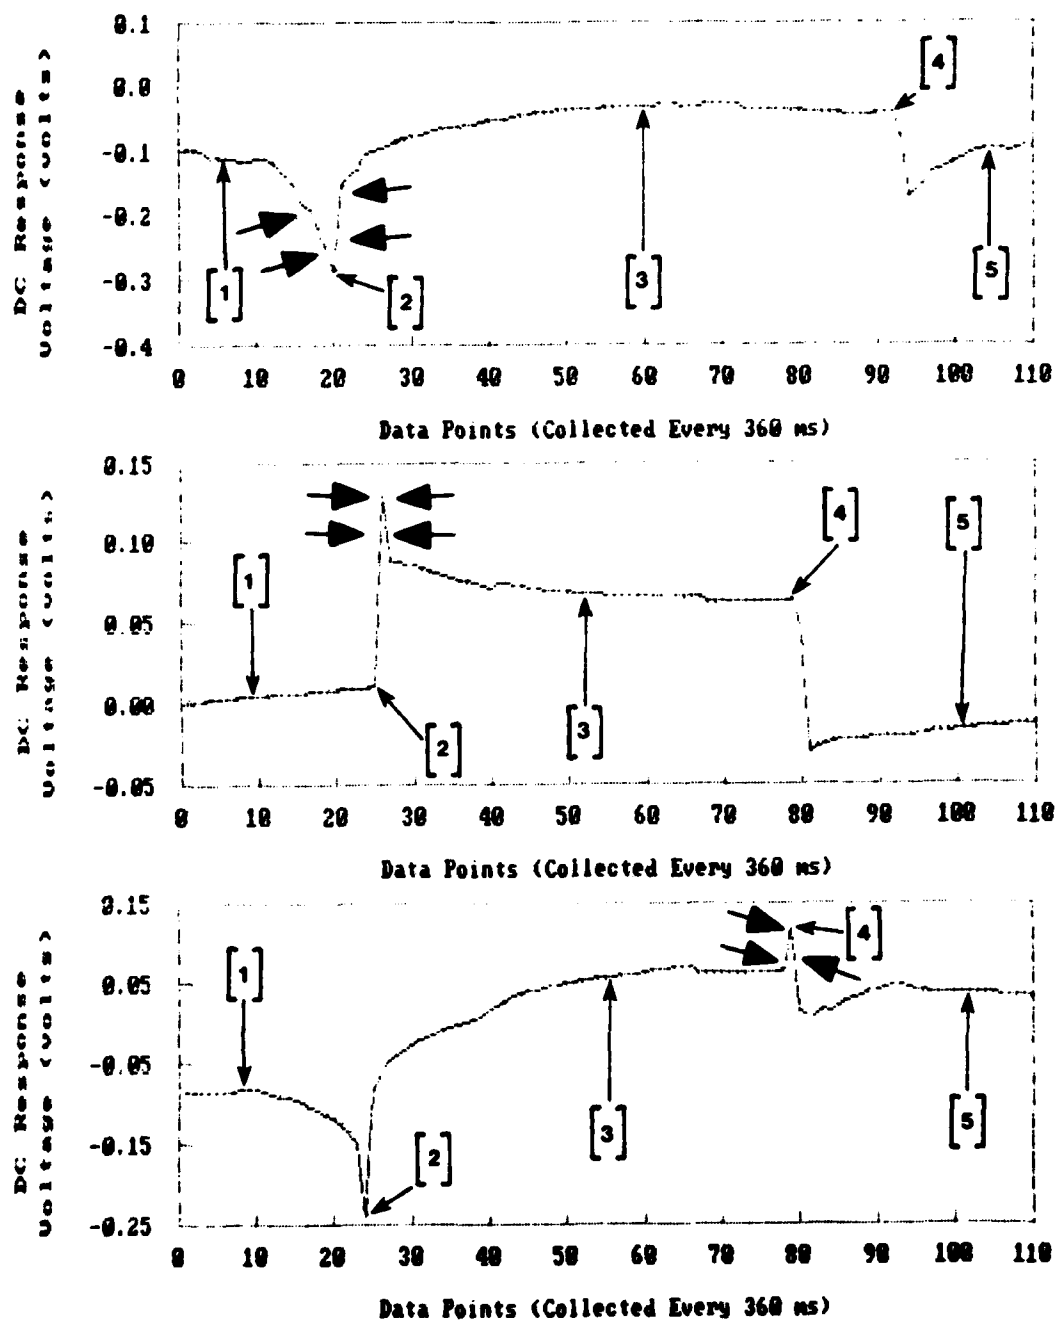 DC Response
Voltage (volts)
0.1
0.0
-0.1
-0.2
-0.3
-0.4
[1]
[2]
[3]
[4]
[5]
0 10 20 30 40 50 60 70 80 90 100 110
Data Points (Collected Every 360 ms)
DC Response
Voltage (volts)
0.15
0.10
0.05
0.00
-0.05
[1]
[2]
[3]
[4]
[5]
0 10 20 30 40 50 60 70 80 90 100 110
Data Points (Collected Every 360 ms)
DC Response
Voltage (volts)
0.15
0.05
-0.05
-0.15
-0.25
[1]
[2]
[3]
[4]
[5]
0 10 20 30 40 50 60 70 80 90 100 110
Data Points (Collected Every 360 ms)